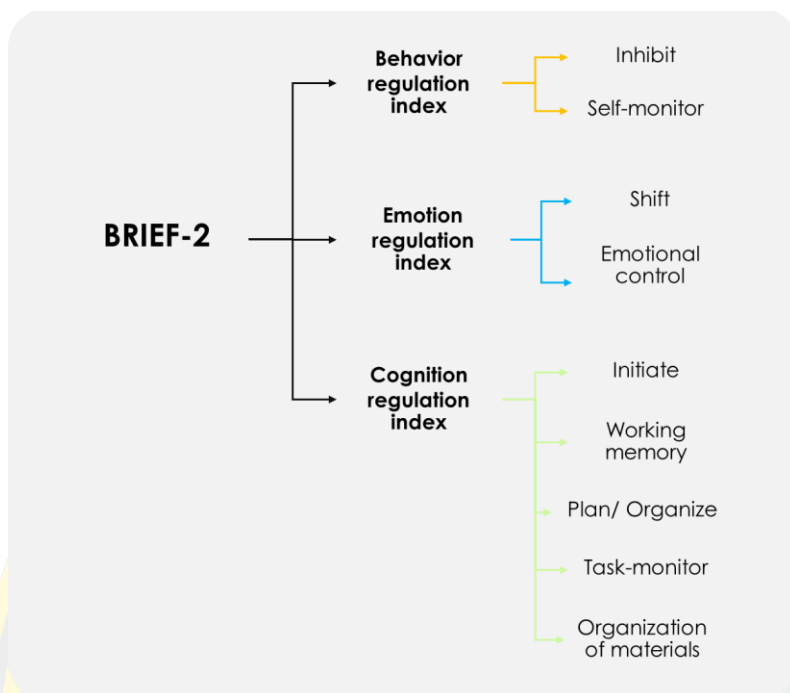 BRIEF-2
Behavior
regulation
index
Inhibit
Self-monitor
Emotion
regulation
index
Shift
Emotional
control
Cognition
regulation
index
Initiate
Working
memory
Plan/ Organize
Task-monitor
Organization
of materials